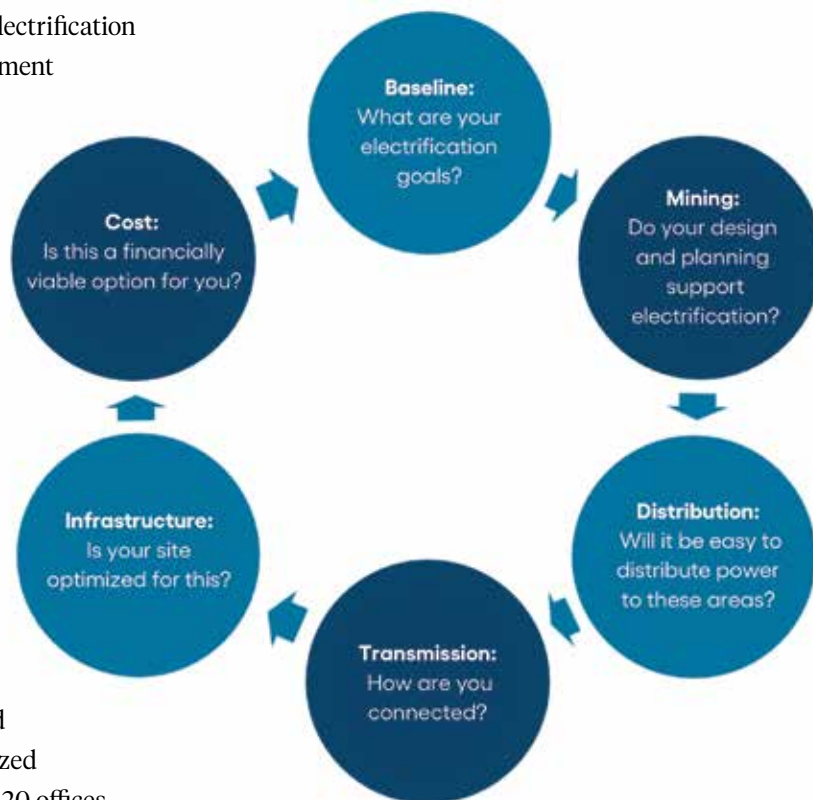 lectrification
ment
Baseline:
What are your
electrification
goals?
Mining:
Do your design
and planning
support
electrification?
Distribution:
Will it be easy to
distribute power
to these areas?
Transmission:
How are you
connected?
Infrastructure:
Is your site
optimized for this?
Cost:
Is this a financially
viable option for you?
d
zed
20 offices